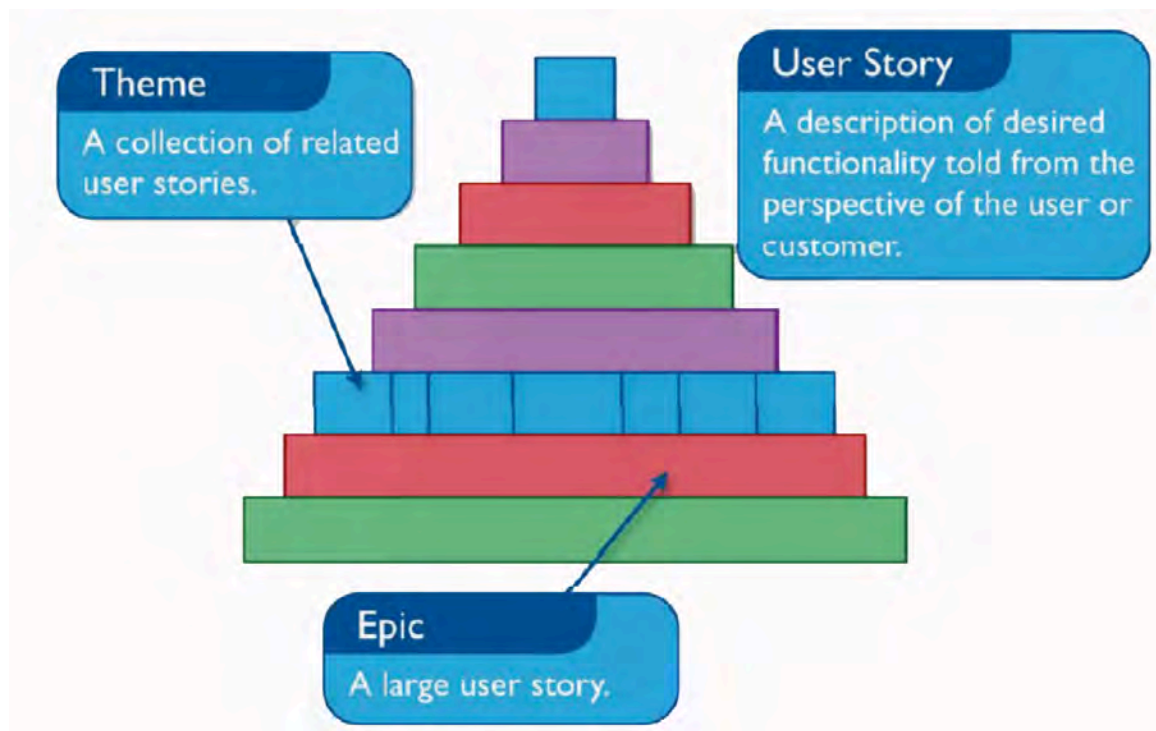 Theme
A collection of related
user stories.
User Story
A description of desired
functionality told from the
perspective of the user or
customer.
Epic
A large user story.